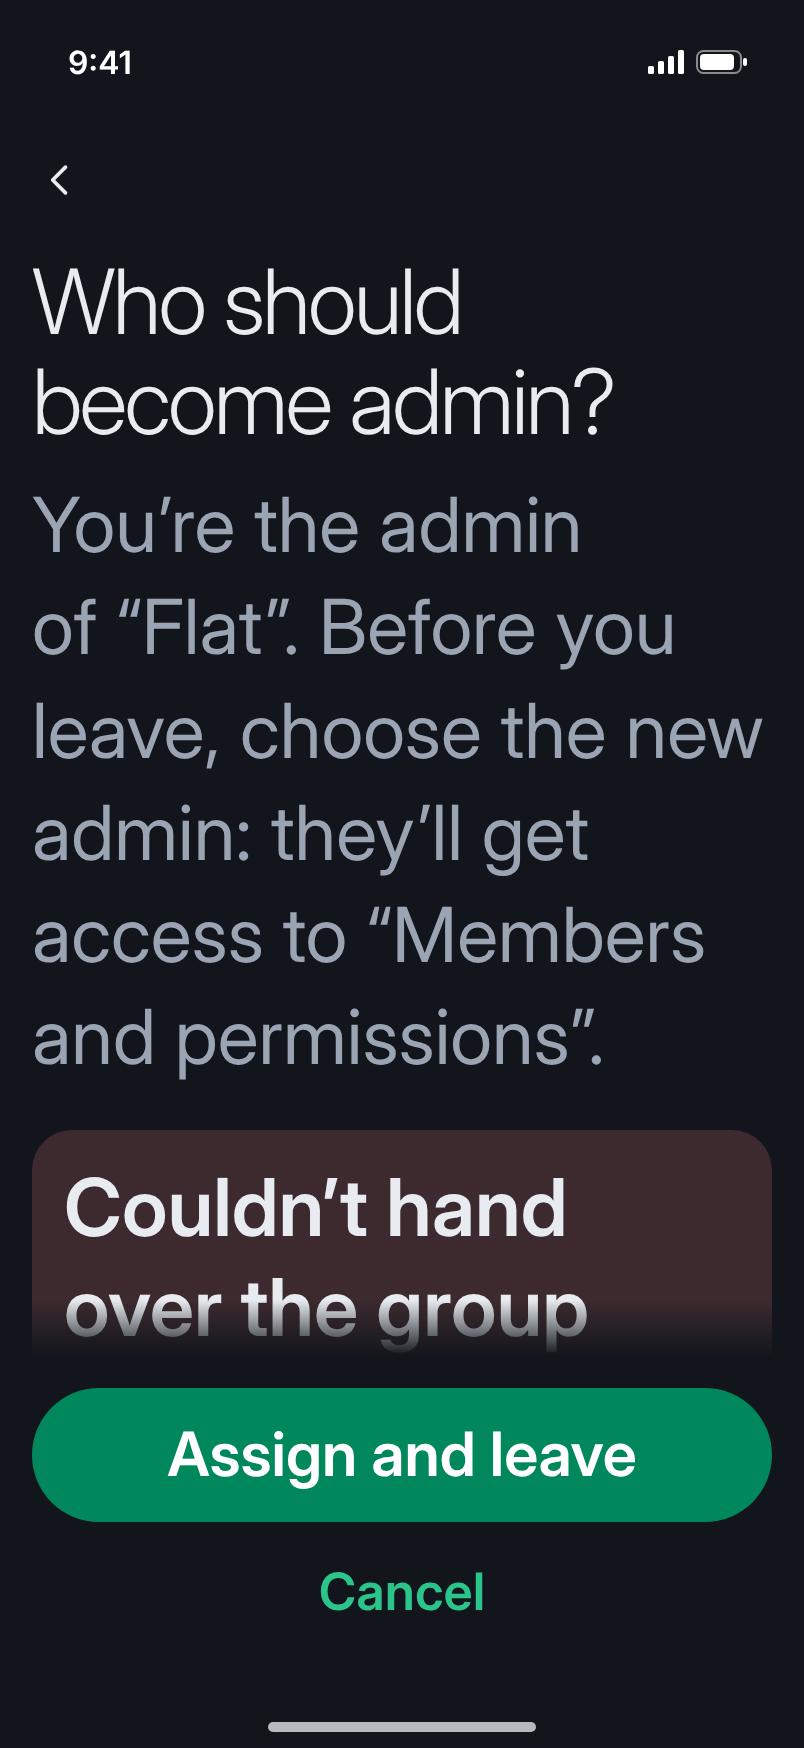 9:41
Who should
become admin?
You’re the admin
of “Flat”. Before you
leave, choose the new
admin: they’ll get
access to “Members
and permissions”.
Couldn’t hand
over the group
Assign and leave
Cancel